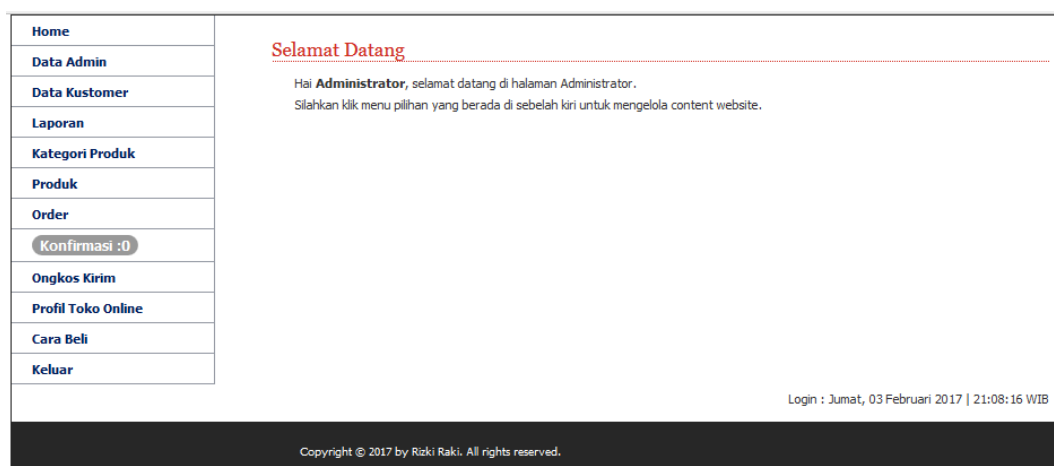 Home
Data Admin
Data Kustomer
Laporan
Kategori Produk
Produk
Order
Konfirmasi :0
Ongkos Kirim
Profil Toko Online
Cara Beli
Keluar
Selamat Datang
Hai Administrator, selamat datang di halaman Administrator.
Silahkan klik menu pilihan yang berada di sebelah kiri untuk mengelola content website.
Login : Jumat, 03 Februari 2017 | 21:08:16 WIB
Copyright © 2017 by Rizki Raki. All rights reserved.